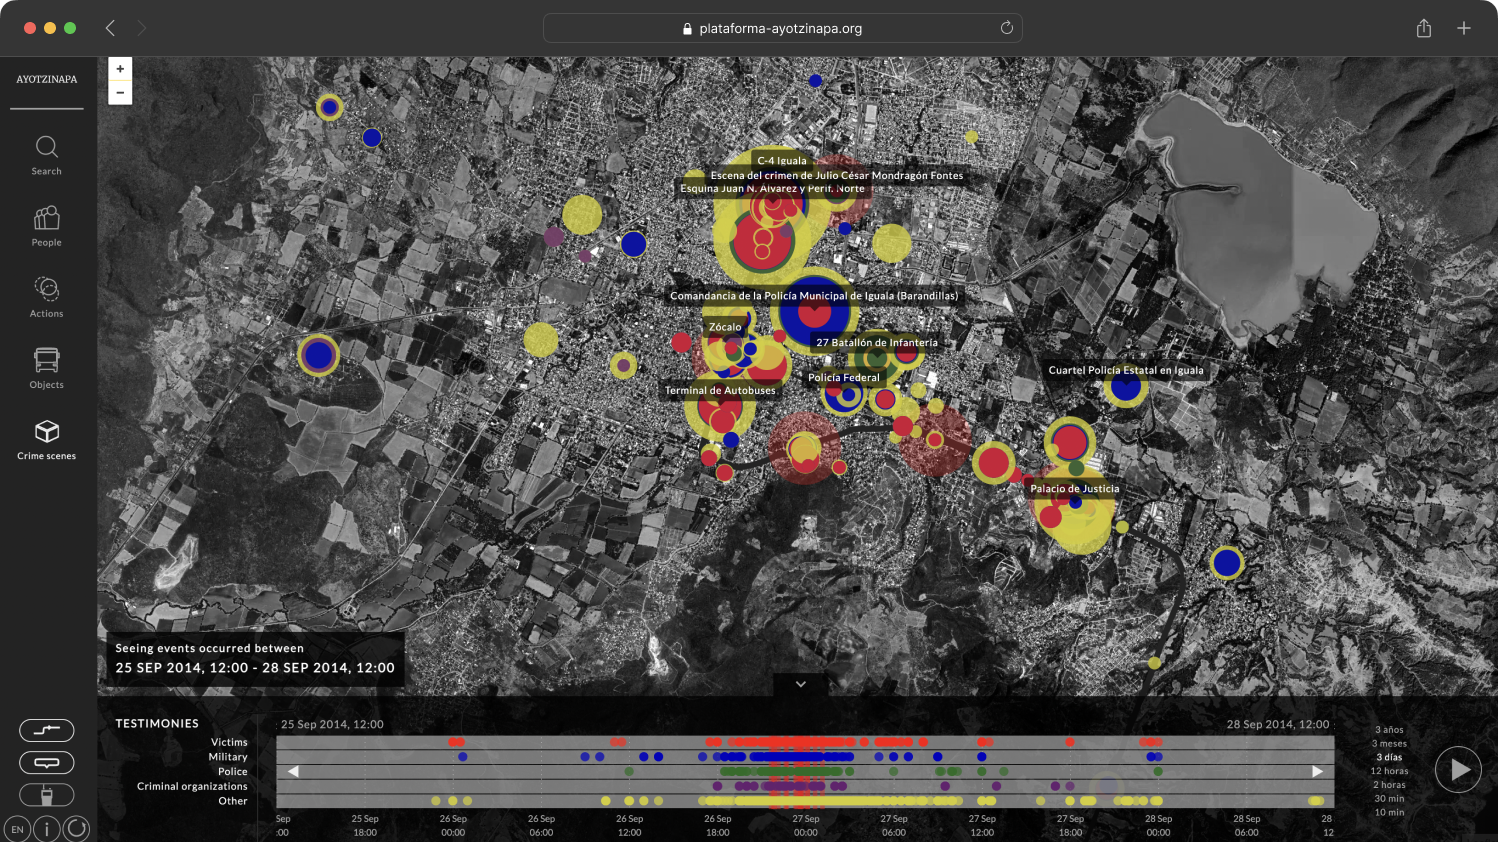 plataforma-ayotzinapa.org
AYOTZINAPA
+
−
Search
People
Actions
Objects
Crime scenes
C-4 Iguala
Escena del crimen de Julio César Mondragón Fontes
Esquina Juan N. Álvarez y Perif. Norte
Comandancia de la Policía Municipal de Iguala (Barandillas)
Zócalo
27 Batallón de Infantería
Cuartel Policía Estatal en Iguala
Policía Federal
Terminal de Autobuses
Palacio de Justicia
Seeing events occurred between
25 SEP 2014, 12:00 - 28 SEP 2014, 12:00
TESTIMONIES
25 Sep 2014, 12:00
28 Sep 2014, 12:00
Victims
Military
Police
Criminal organizations
Other
Sep 25 Sep 26 Sep 26 Sep 26 Sep 26 Sep 27 Sep 27 Sep 27 Sep 27 Sep 28 Sep 28 Sep 28
:00 18:00 00:00 06:00 12:00 18:00 00:00 06:00 12:00 18:00 00:00 06:00 12
3 años
3 meses
3 días
12 horas
2 horas
30 min
10 min
EN
i